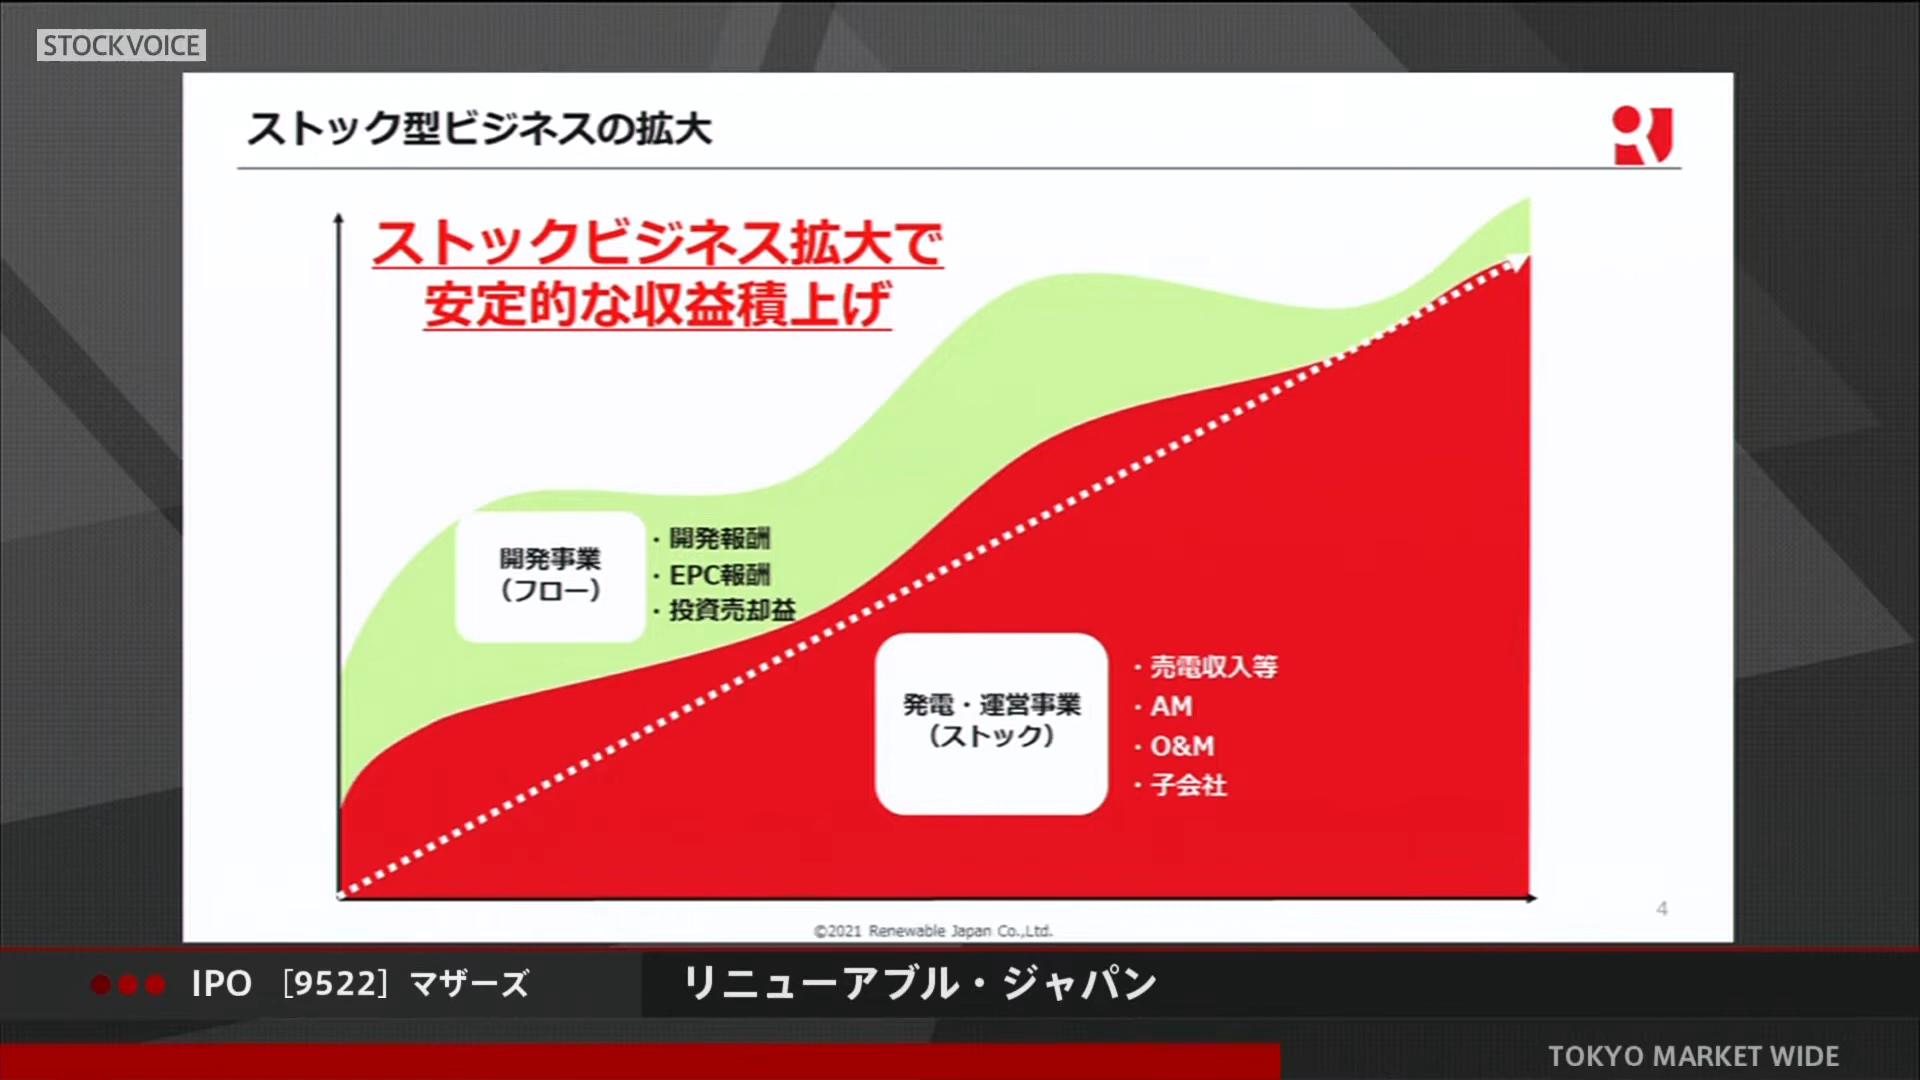 STOCKVOICE
ストック型ビジネスの拡大
ストックビジネス拡大で
安定的な収益積上げ
開発事業
（フロー）
・開発報酬
・EPC報酬
・投資売却益
発電・運営事業
（ストック）
・売電収入等
・AM
・O&M
・子会社
4
©2021 Renewable Japan Co.,Ltd.
IPO [9522] マザーズ
リニューアブル・ジャパン
TOKYO MARKET WIDE